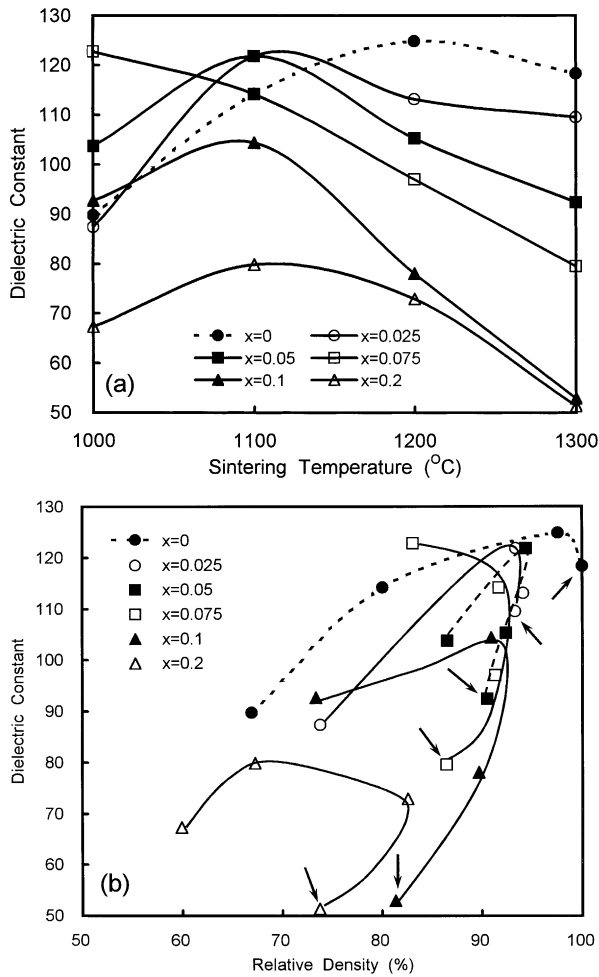 130
120
110
100
90
80
70
60
50
Dielectric Constant
x=0
x=0.025
x=0.05
x=0.075
x=0.1
x=0.2
(a)
1000
1100
1200
1300
Sintering Temperature (°C)
130
120
110
100
90
80
70
60
50
Dielectric Constant
x=0
x=0.025
x=0.05
x=0.075
x=0.1
x=0.2
(b)
50
60
70
80
90
100
Relative Density (%)